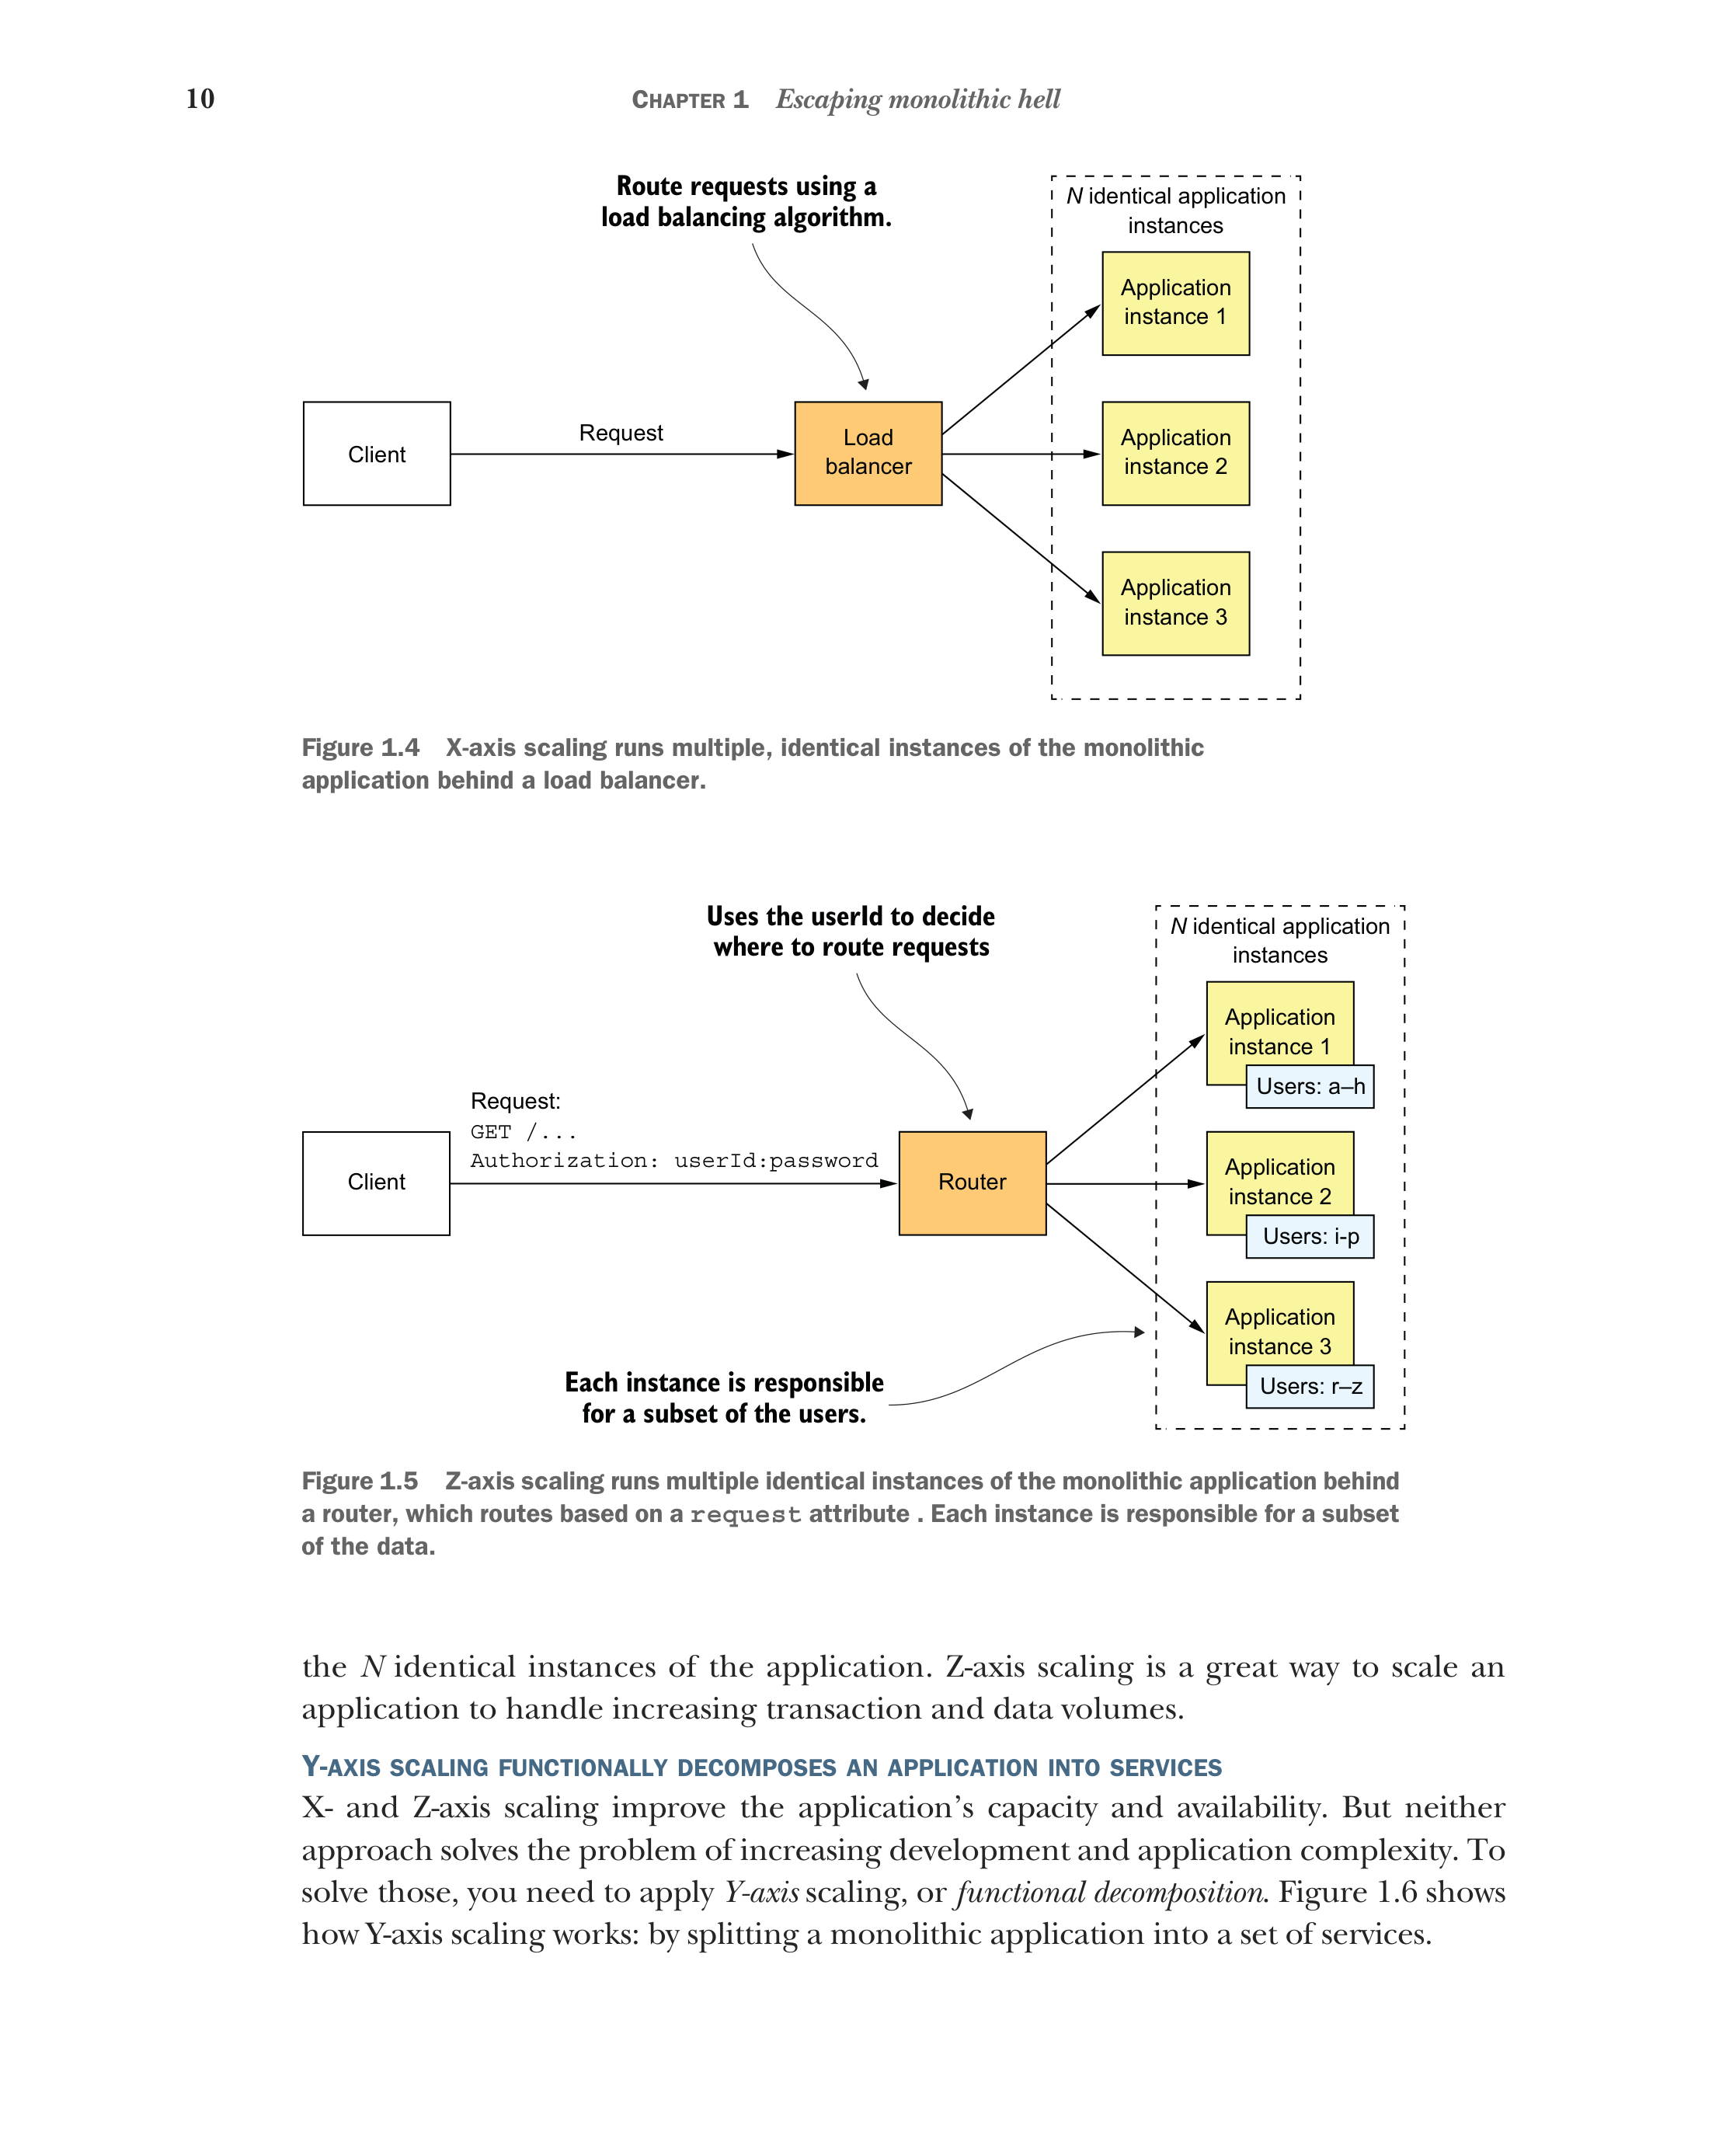 10
CHAPTER 1 Escaping monolithic hell
Route requests using a
load balancing algorithm.
N identical application
instances
Application
instance 1
Client
Request
Load
balancer
Application
instance 2
Application
instance 3
Figure 1.4 X-axis scaling runs multiple, identical instances of the monolithic
application behind a load balancer.
Uses the userId to decide
where to route requests
N identical application
instances
Application
instance 1
Users: a–h
Request:
GET /...
Authorization: userId:password
Client
Router
Application
instance 2
Users: i-p
Application
instance 3
Users: r–z
Each instance is responsible
for a subset of the users.
Figure 1.5 Z-axis scaling runs multiple identical instances of the monolithic application behind
a router, which routes based on a request attribute . Each instance is responsible for a subset
of the data.
the N identical instances of the application. Z-axis scaling is a great way to scale an
application to handle increasing transaction and data volumes.
Y-AXIS SCALING FUNCTIONALLY DECOMPOSES AN APPLICATION INTO SERVICES
X- and Z-axis scaling improve the application’s capacity and availability. But neither
approach solves the problem of increasing development and application complexity. To
solve those, you need to apply Y-axis scaling, or functional decomposition. Figure 1.6 shows
how Y-axis scaling works: by splitting a monolithic application into a set of services.